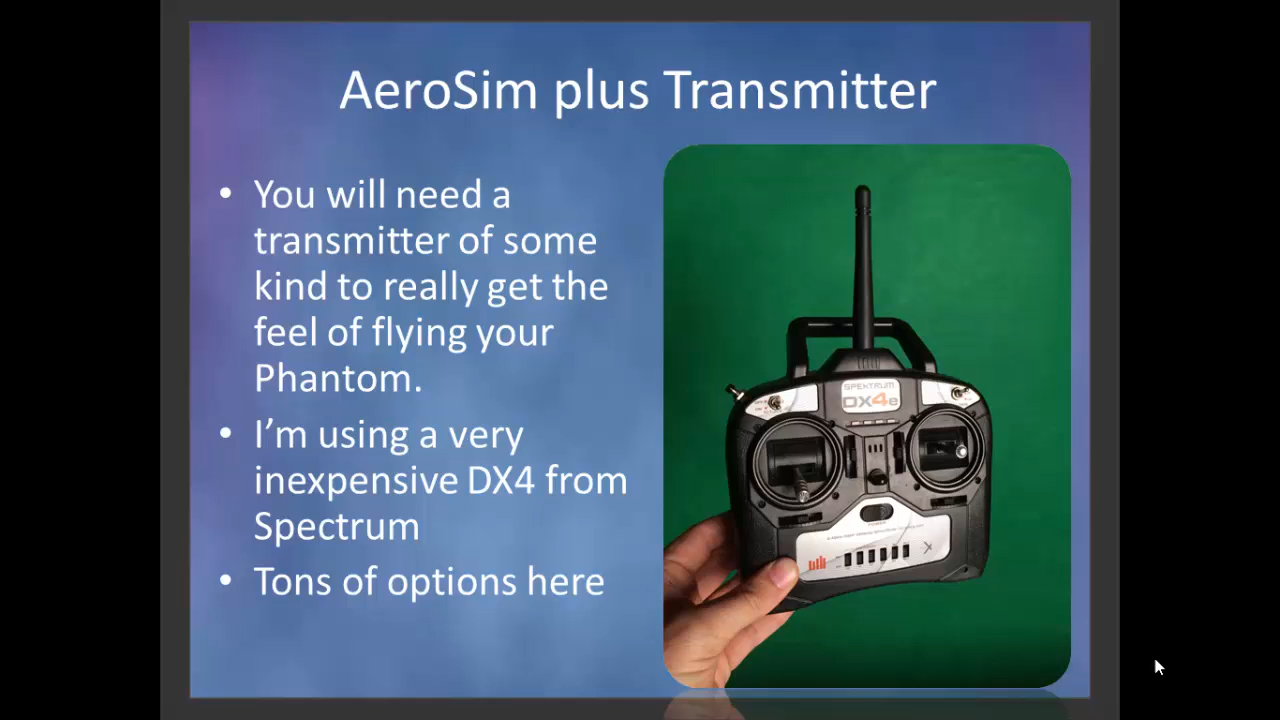 AeroSim plus Transmitter
• You will need a
transmitter of some
kind to really get the
feel of flying your
Phantom.
• I’m using a very
inexpensive DX4 from
Spectrum
• Tons of options here
SPEKTRUM
DX4e
POWER